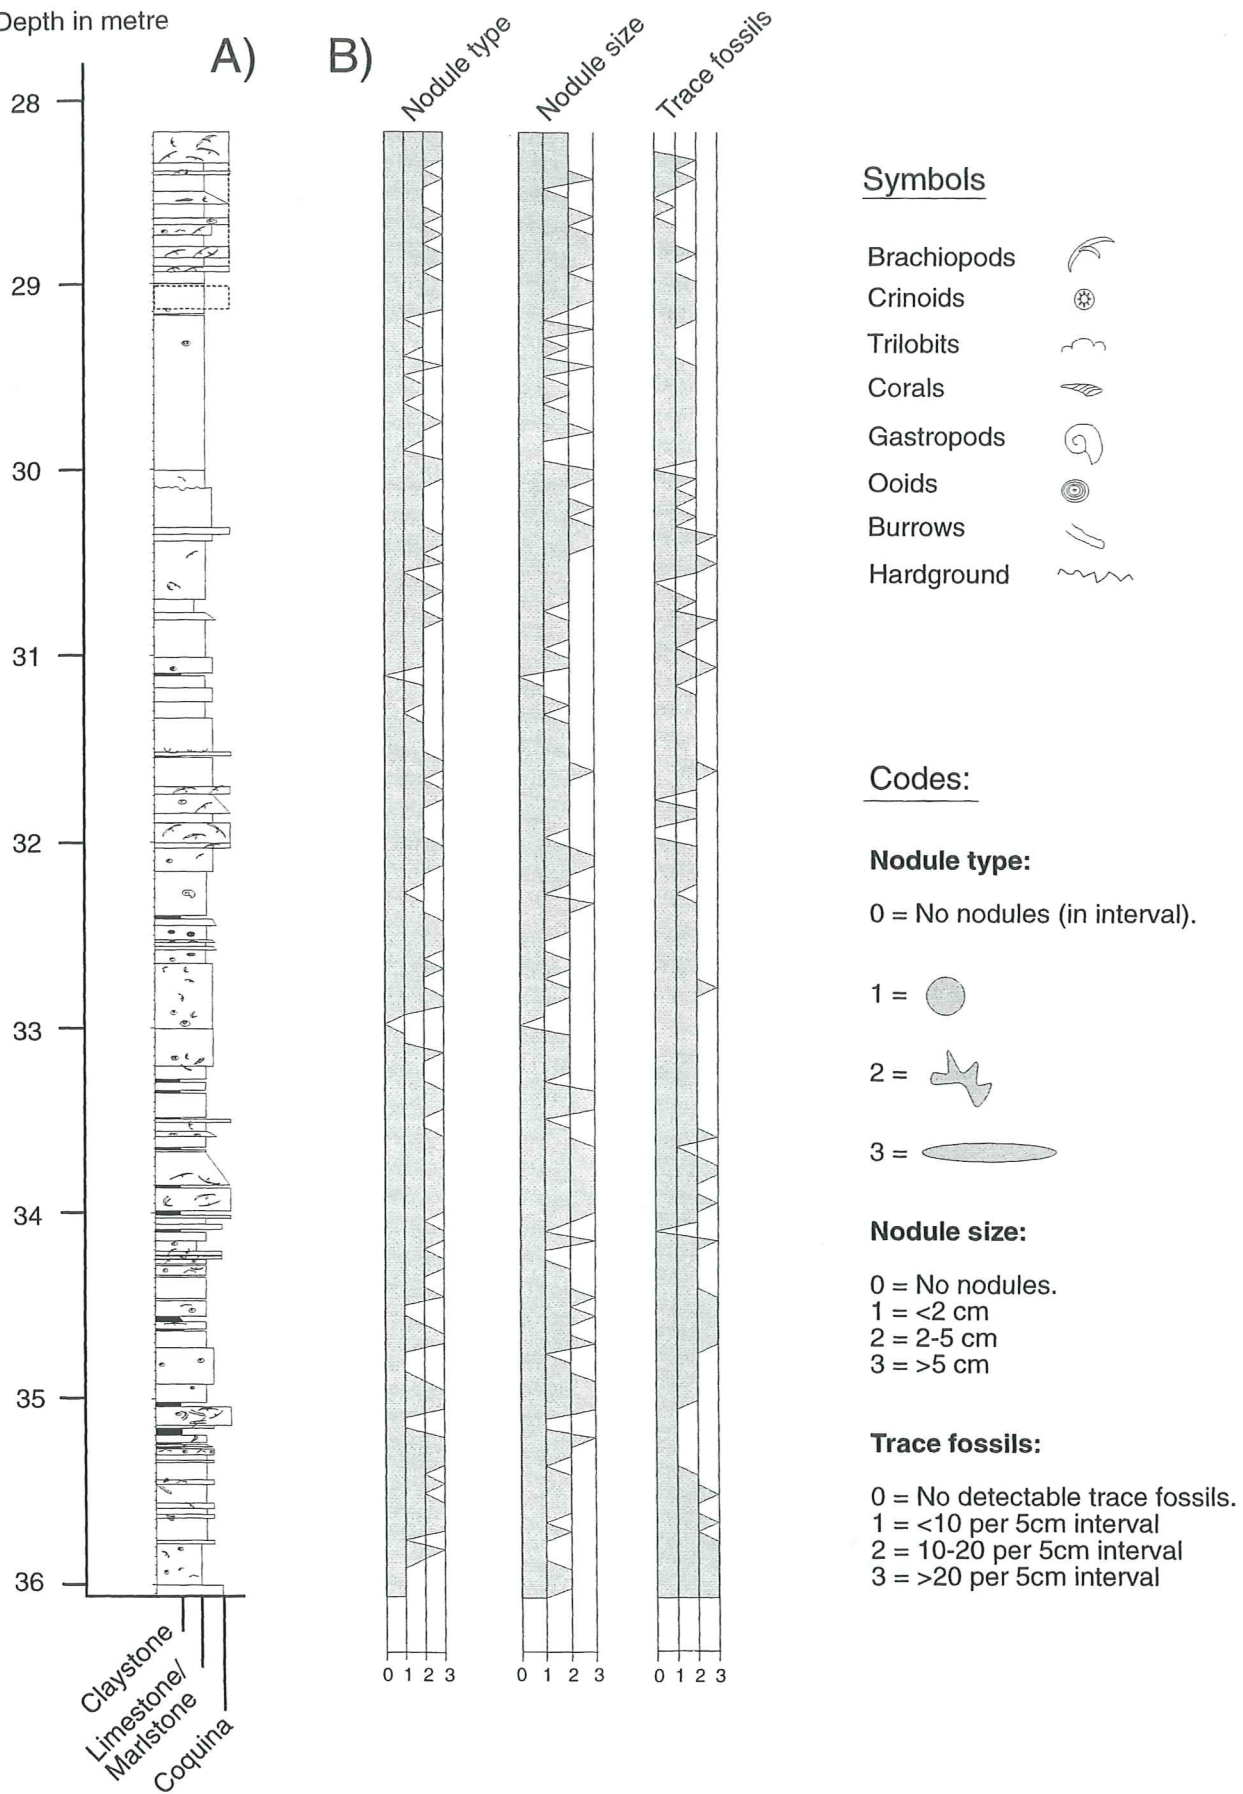 Depth in metre
A)
B)
Nodule type
Nodule size
Trace fossils
28
29
30
31
32
33
34
35
36
Claystone
Limestone/
Marlstone
Coquina
0 1 2 3
0 1 2 3
0 1 2 3
Symbols
Brachiopods
Crinoids
Trilobits
Corals
Gastropods
Ooids
Burrows
Hardground
Codes:
Nodule type:
0 = No nodules (in interval).
1 =
2 =
3 =
Nodule size:
0 = No nodules.
1 = <2 cm
2 = 2-5 cm
3 = >5 cm
Trace fossils:
0 = No detectable trace fossils.
1 = <10 per 5cm interval
2 = 10-20 per 5cm interval
3 = >20 per 5cm interval